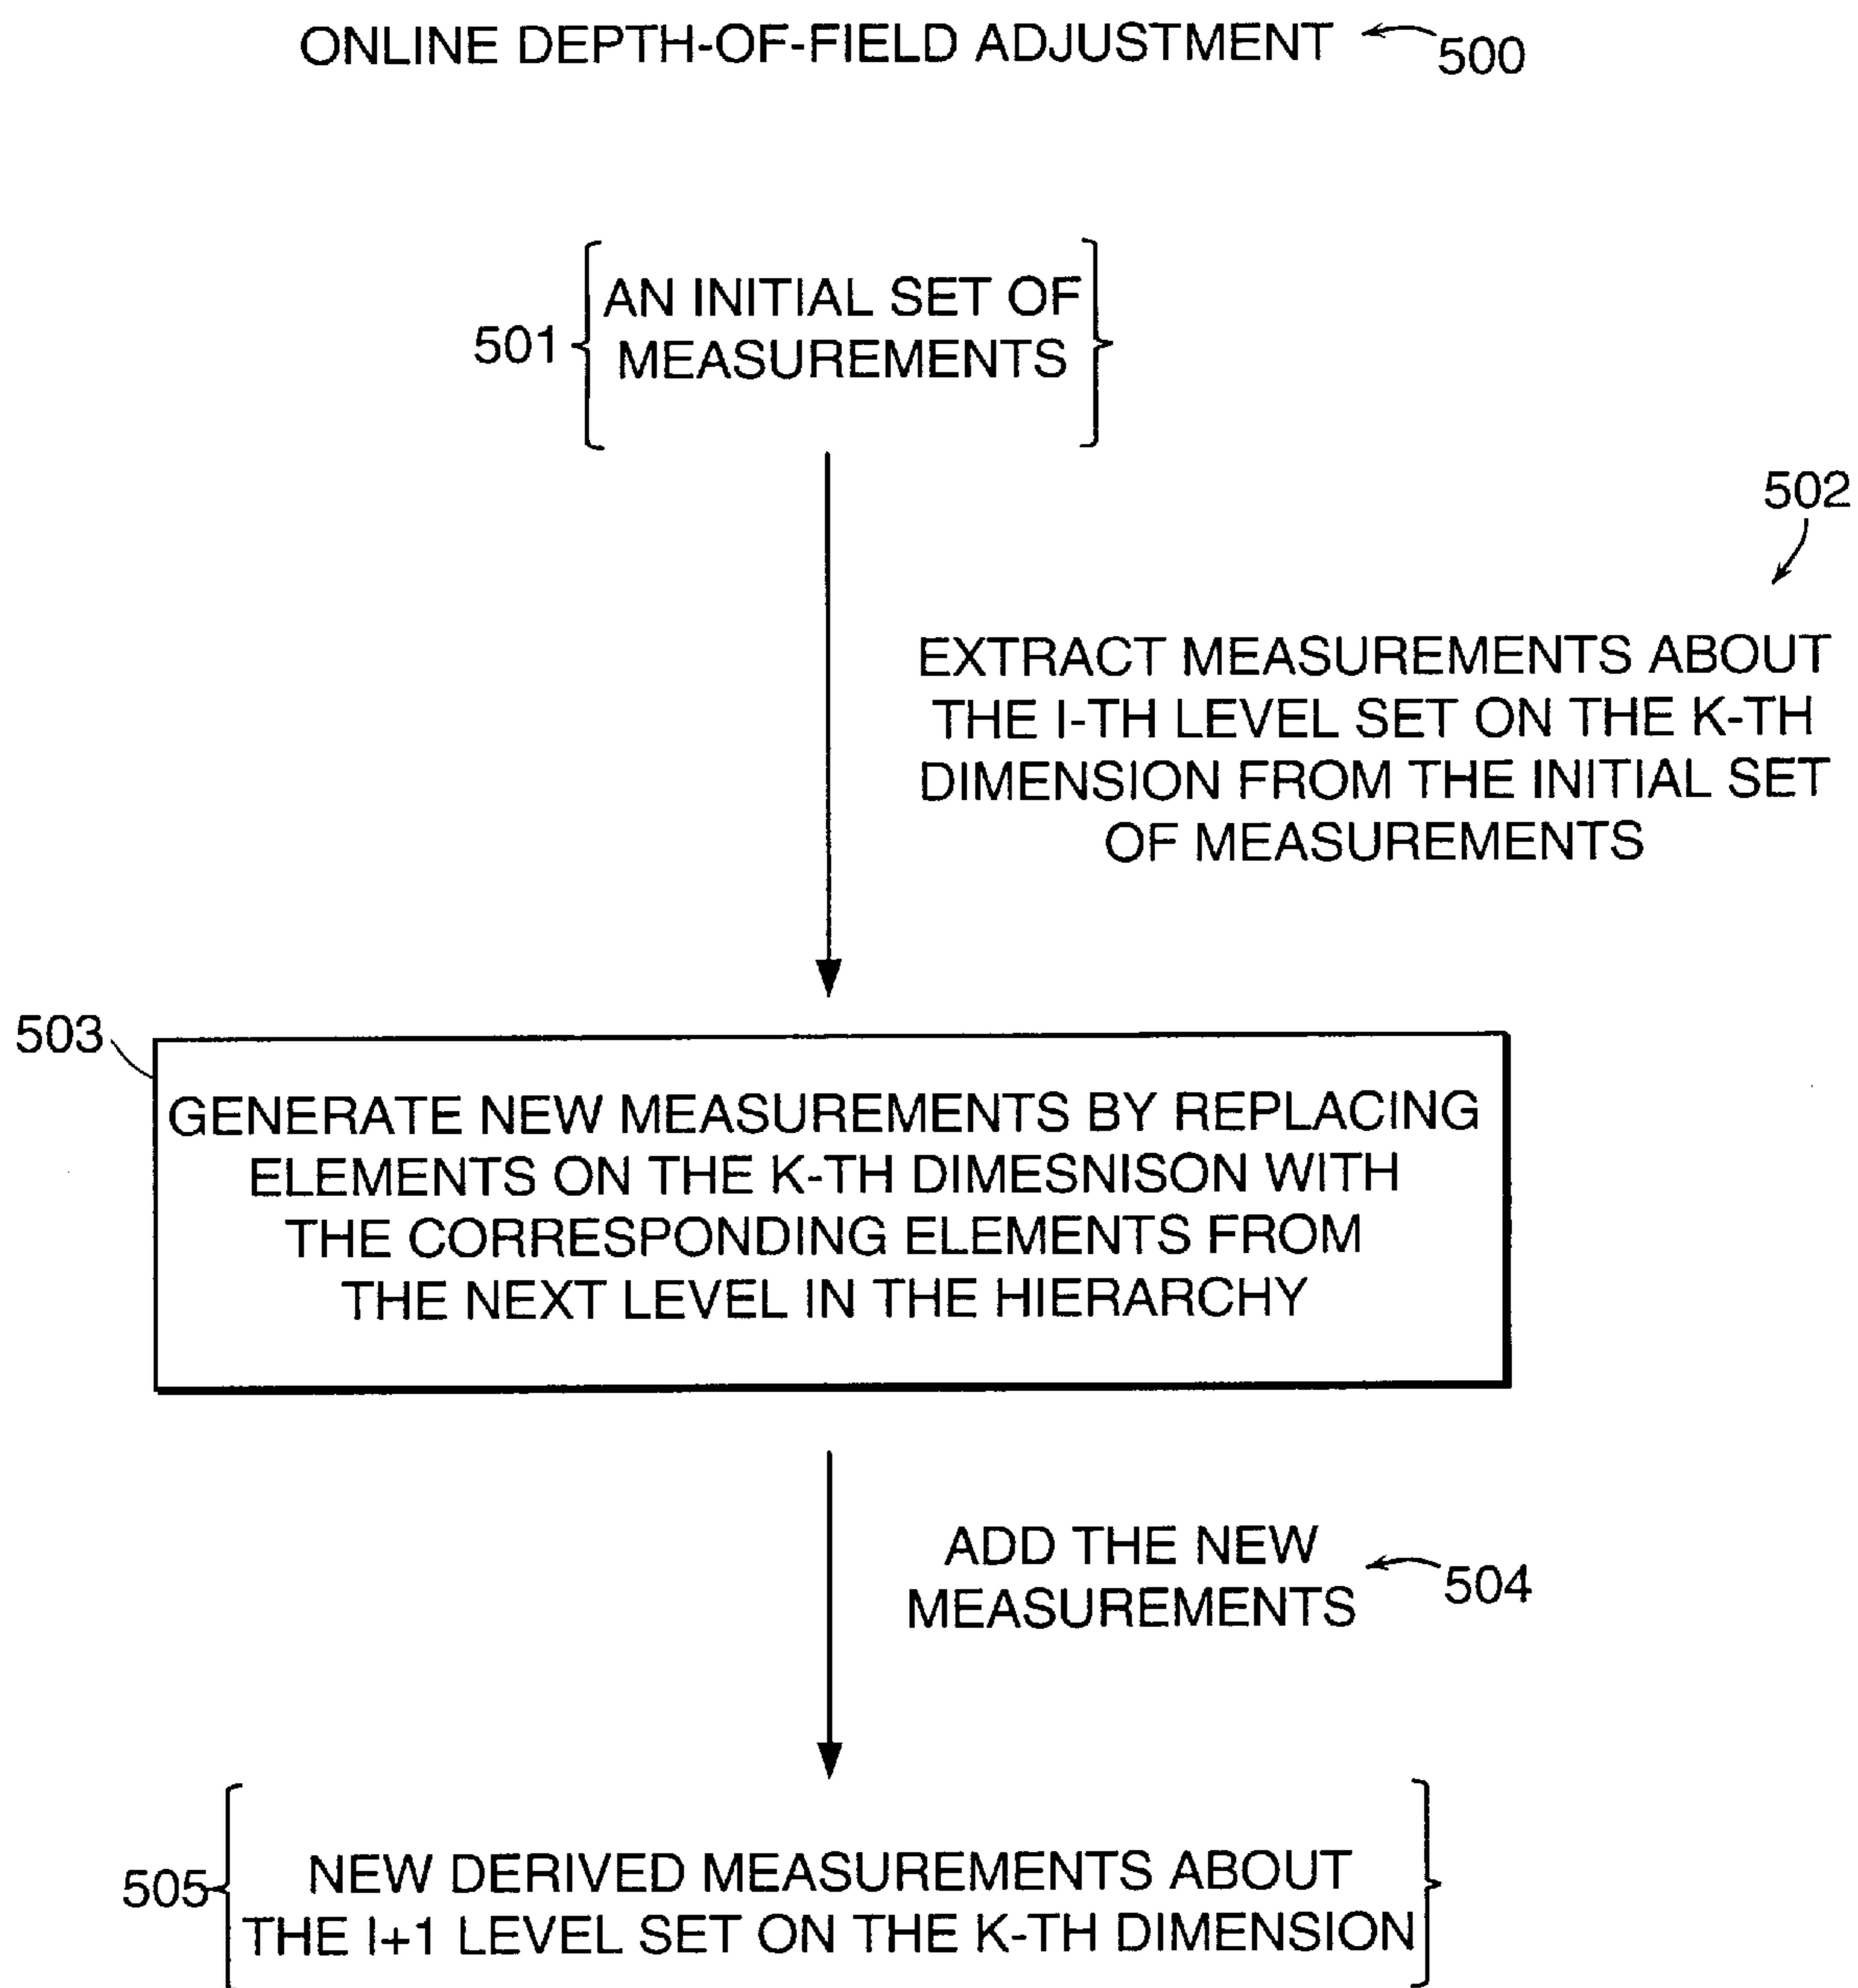 ONLINE DEPTH-OF-FIELD ADJUSTMENT 500
501 AN INITIAL SET OF
MEASUREMENTS
502
EXTRACT MEASUREMENTS ABOUT
THE I-TH LEVEL SET ON THE K-TH
DIMENSION FROM THE INITIAL SET
OF MEASUREMENTS
503
GENERATE NEW MEASUREMENTS BY REPLACING
ELEMENTS ON THE K-TH DIMESNISON WITH
THE CORRESPONDING ELEMENTS FROM
THE NEXT LEVEL IN THE HIERARCHY
ADD THE NEW
MEASUREMENTS
504
505
NEW DERIVED MEASUREMENTS ABOUT
THE I+1 LEVEL SET ON THE K-TH DIMENSION